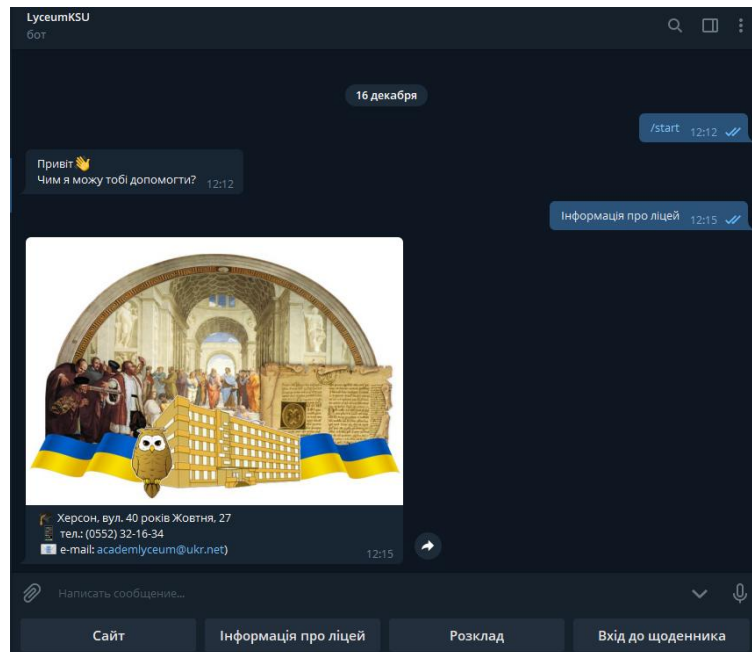 LyceumKSU
бот
16 декабря
/start 12:12
Привіт👋
Чим я можу тобі допомогти? 12:12
Інформація про ліцей 12:15
Херсон, вул. 40 років Жовтня, 27
тел.: (0552) 32-16-34
e-mail: academlyceum@ukr.net)
12:15
Написать сообщение...
Сайт
Інформація про ліцей
Розклад
Вхід до щоденника